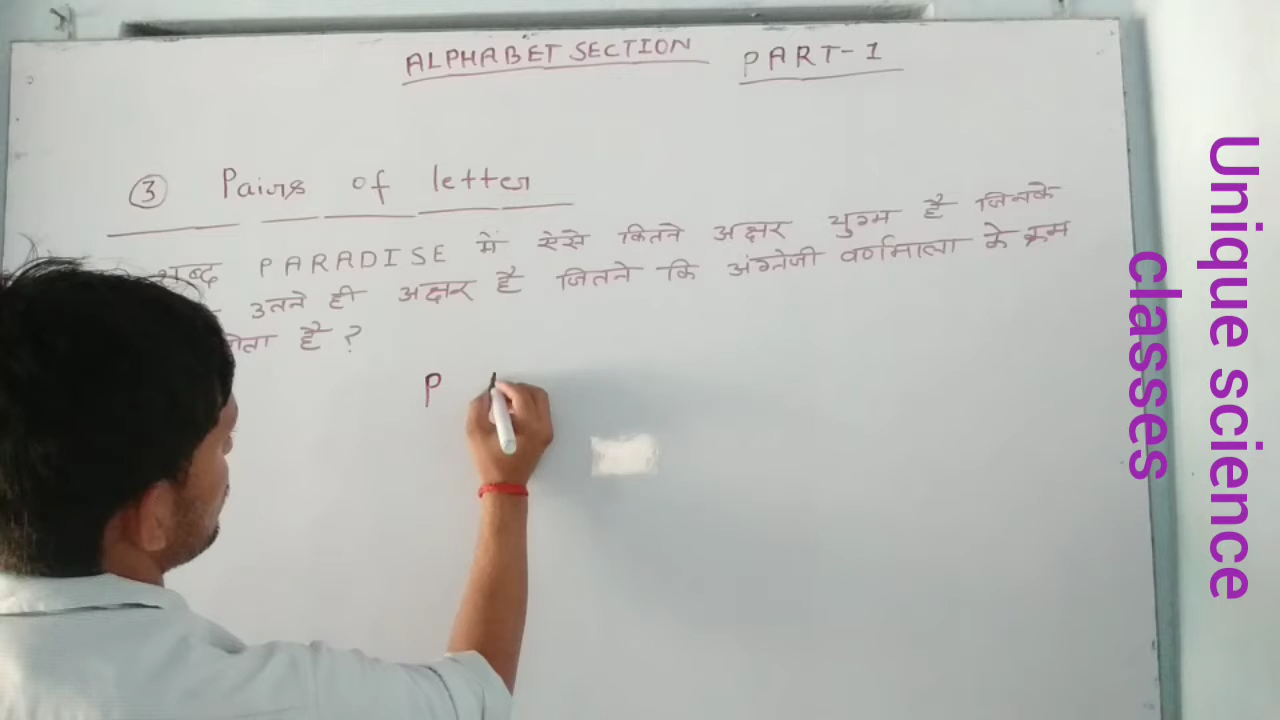 ALPHABET SECTION PART-1
③ Pairs of letter
शब्द PARADISE में ऐसे कितने अक्षर युग्म है जिनके
उतने ही अक्षर है जितने कि अंग्रेजी वर्णमाला के क्रम
है ?
P
Unique science
classes